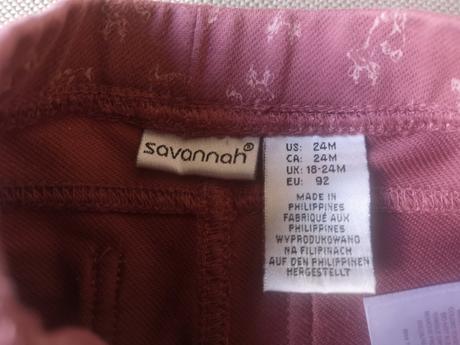 savannah®
US: 24M
CA: 24M
UK: 18-24M
EU: 92
MADE IN
PHILIPPINES
FABRIQUÉ AUX
PHILIPPINES
WYPRODUKOWANO
NA FILIPINACH
AUF DEN PHILIPPINEN
HERGESTELLT